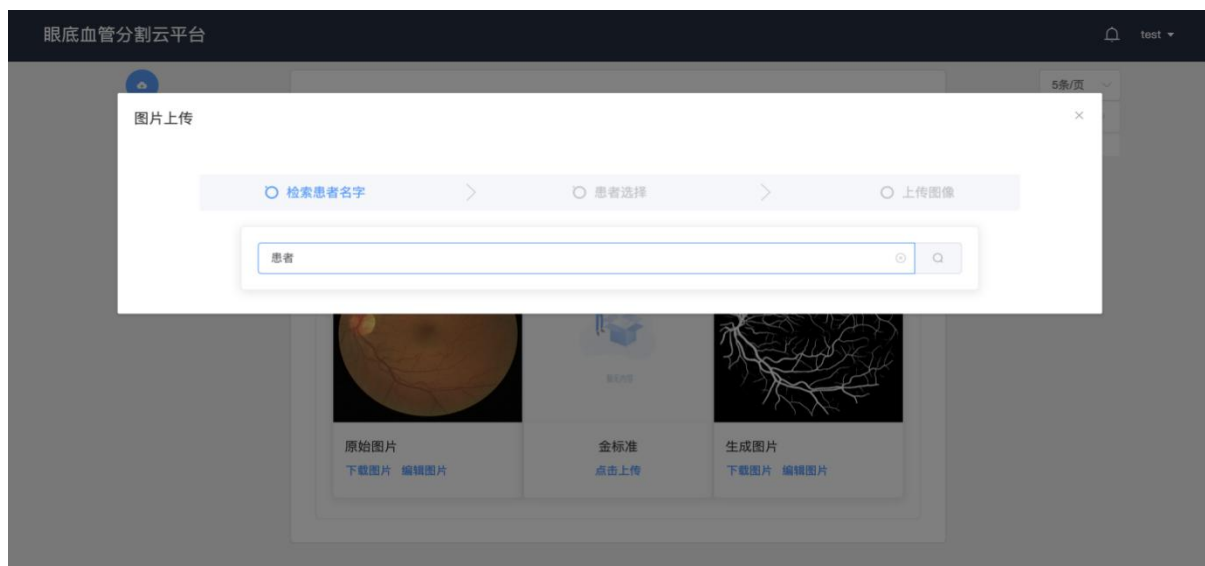 眼底血管分割云平台
test
5条/页
图片上传
检索患者名字
患者选择
上传图像
患者
原始图片
金标准
生成图片
下载图片 编辑图片
点击上传
下载图片 编辑图片